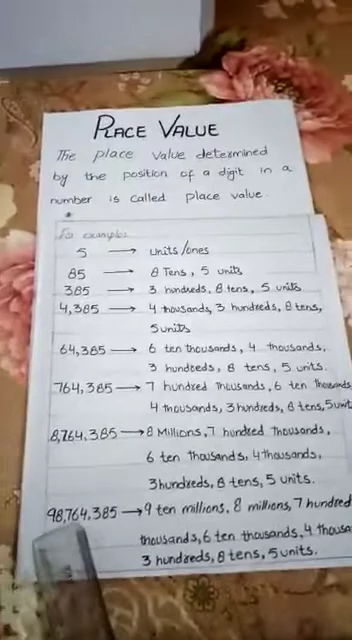 PLACE VALUE
The place value determined
by the position of a digit in a
number is called place value.
For example:
5 → units/ones
85 → 8 Tens, 5 units
385 → 3 hundreds, 8 tens, 5 units
4,385 → 4 thousands, 3 hundreds, 8 tens,
5 units
64,385 → 6 ten thousands, 4 thousands,
3 hundreds, 8 tens, 5 units.
764,385 → 7 hundred thousands, 6 ten thousands
4 thousands, 3 hundreds, 8 tens, 5 unit
8,764,385 → 8 Millions, 7 hundred thousands,
6 ten thousands, 4 thousands,
3 hundreds, 8 tens, 5 units.
98,764,385 → 9 ten millions, 8 millions, 7 hundred
thousands, 6 ten thousands, 4 thousa
3 hundreds, 8 tens, 5 units.